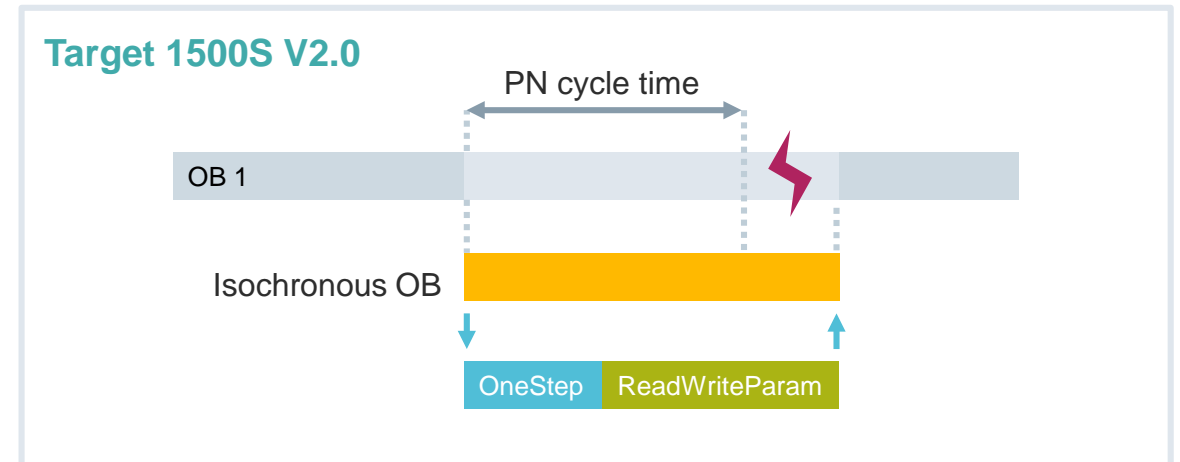 Target 1500S V2.0
PN cycle time
OB 1
Isochronous OB
OneStep ReadWriteParam